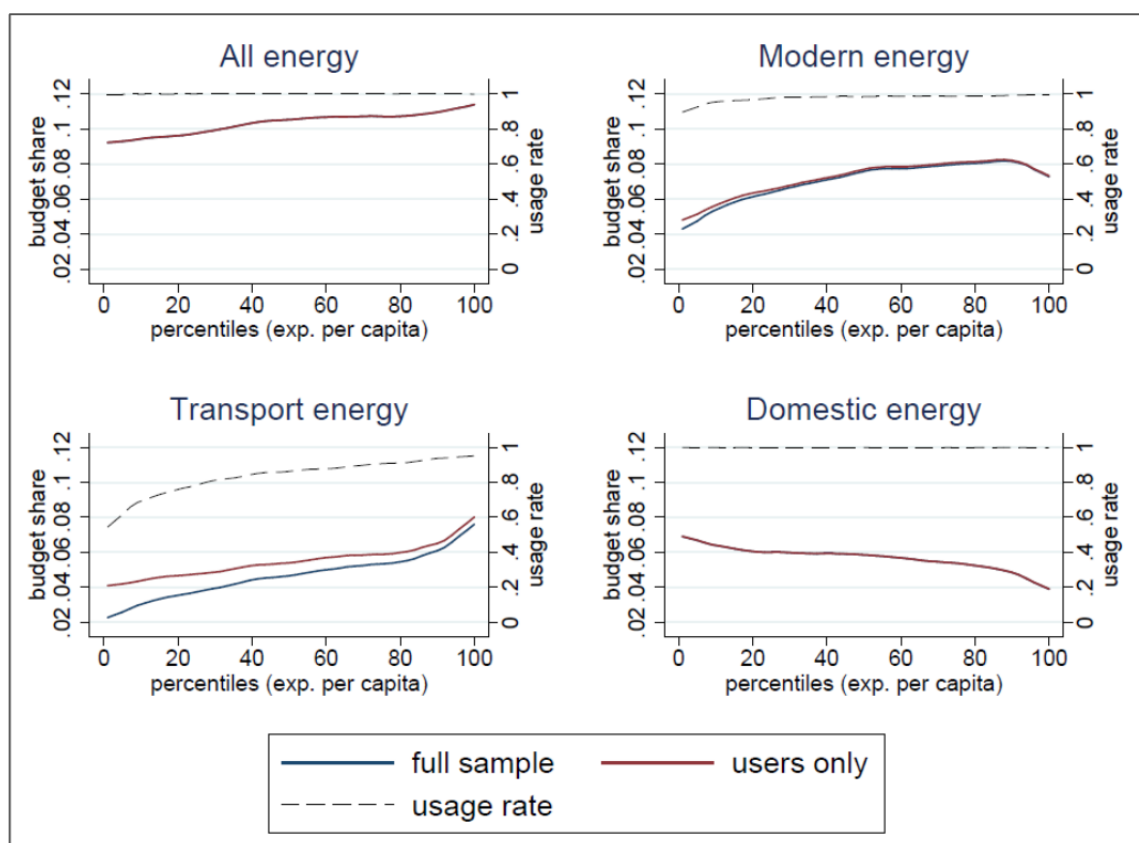 All energy
Modern energy
budget share
.02 .04 .06 .08 .1 .12
0 .2 .4 .6 .8 1
usage rate
0 20 40 60 80 100
percentiles (exp. per capita)
budget share
.02 .04 .06 .08 .1 .12
0 .2 .4 .6 .8 1
usage rate
0 20 40 60 80 100
percentiles (exp. per capita)
Transport energy
Domestic energy
budget share
.02 .04 .06 .08 .1 .12
0 .2 .4 .6 .8 1
usage rate
0 20 40 60 80 100
percentiles (exp. per capita)
budget share
.02 .04 .06 .08 .1 .12
0 .2 .4 .6 .8 1
usage rate
0 20 40 60 80 100
percentiles (exp. per capita)
full sample
users only
usage rate